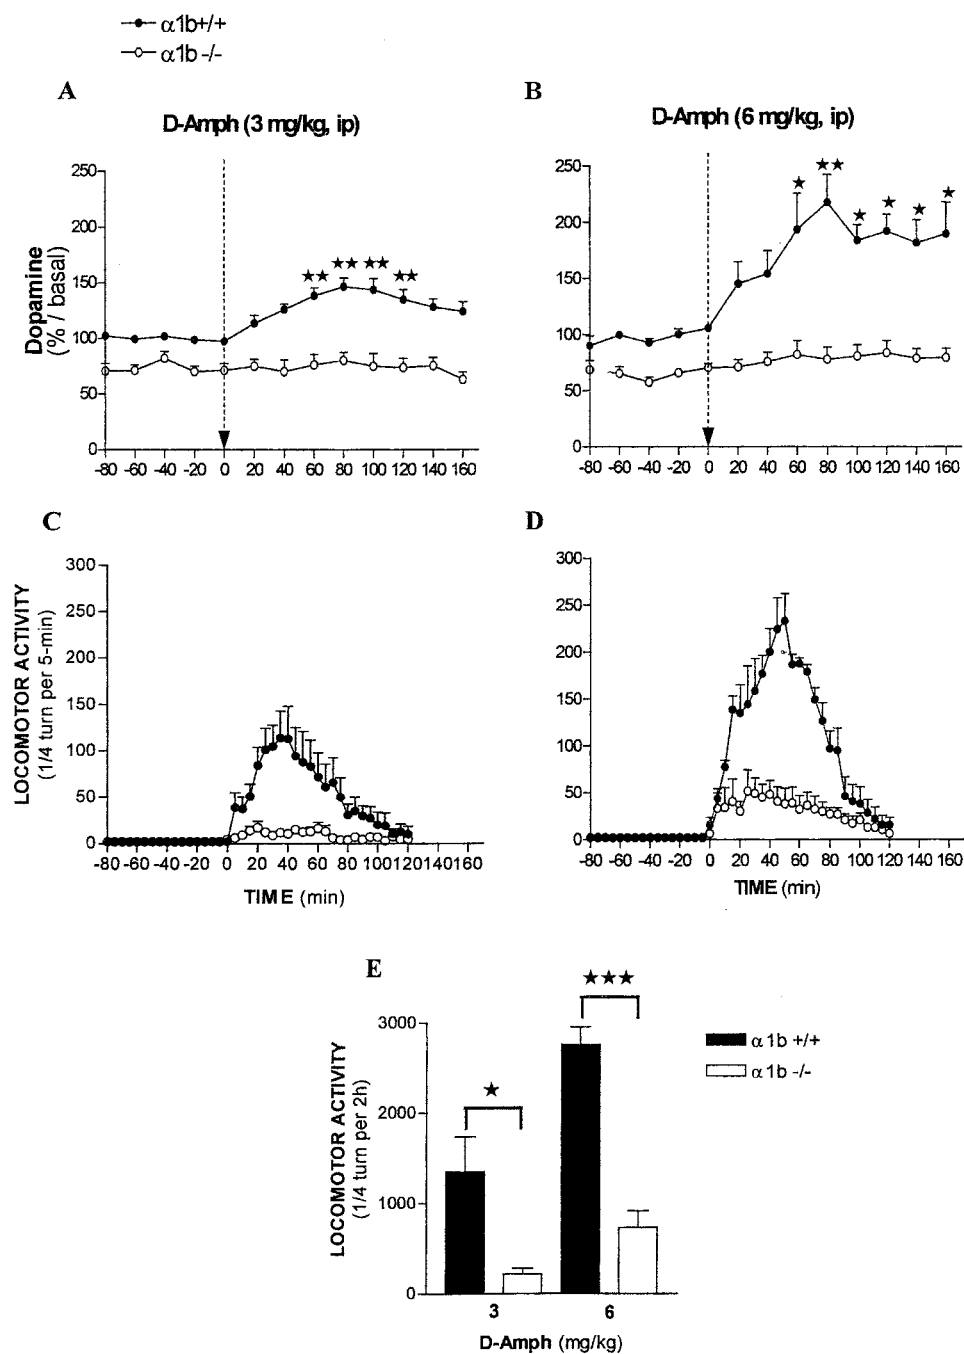 α1b+/+
α1b -/-
A
D-Amph (3 mg/kg, ip)
B
D-Amph (6 mg/kg, ip)
Dopamine
(% / basal)
250
200
150
100
50
0
-80 -60 -40 -20 0 20 40 60 80 100 120 140 160
250
200
150
100
50
0
-80 -60 -40 -20 0 20 40 60 80 100 120 140 160
C
LOCOMOTOR ACTIVITY
(1/4 turn per 5-min)
300
250
200
150
100
50
0
-80 -60 -40 -20 0 20 40 60 80 100 120 140 160
TIME (min)
D
300
250
200
150
100
50
0
-80 -60 -40 -20 0 20 40 60 80 100 120 140 160
TIME (min)
E
LOCOMOTOR ACTIVITY
(1/4 turn per 2h)
3000
2000
1000
0
3 6
D-Amph (mg/kg)
α1b +/+
α1b -/-